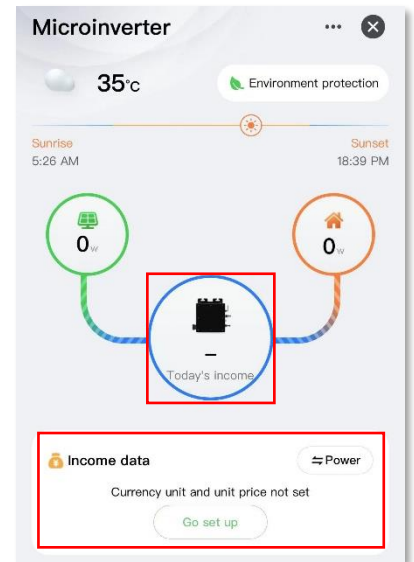 Microinverter
35°C
Environment protection
Sunrise
Sunset
5:26 AM
18:39 PM
0w
0w
–
Today's income
Income data
Power
Currency unit and unit price not set
Go set up